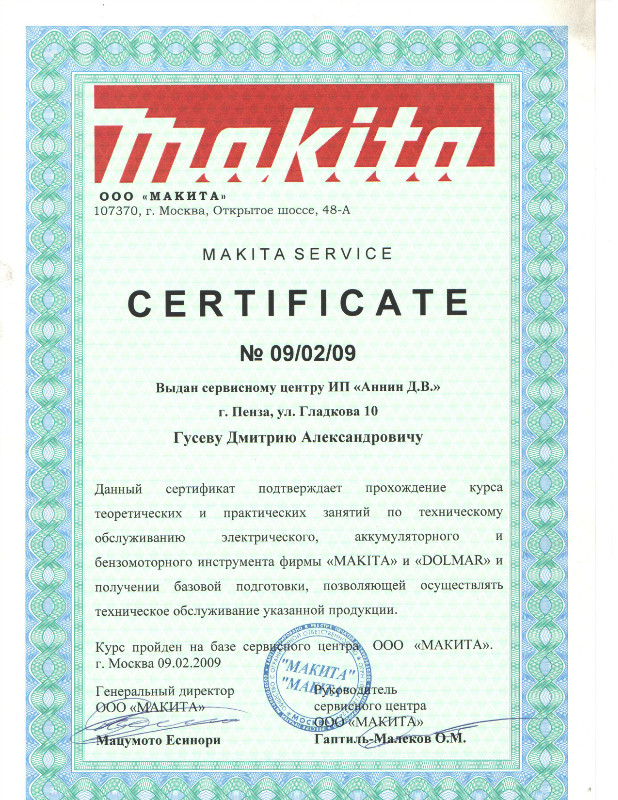 makita
ООО «МАКИТА»
107370, г. Москва, Открытое шоссе, 48-А
MAKITA SERVICE
CERTIFICATE
№ 09/02/09
Выдан сервисному центру ИП «Аннин Д.В.»
г. Пенза, ул. Гладкова 10
Гусеву Дмитрию Александровичу
Данный сертификат подтверждает прохождение курса
теоретических и практических занятий по техническому
обслуживанию электрического, аккумуляторного и
бензомоторного инструмента фирмы «МАКИТА» и «DOLMAR» и
получении базовой подготовки, позволяющей осуществлять
техническое обслуживание указанной продукции.
Курс пройден на базе сервисного центра ООО «МАКИТА».
г. Москва 09.02.2009
Генеральный директор
ООО «МАКИТА»
Мацумото Есинори
"МАКИТА"
"MAKITA"
Руководитель
сервисного центра
ООО «МАКИТА»
Гаптиль-Малеков О.М.